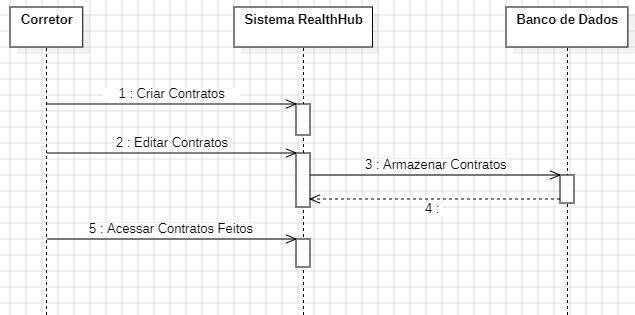 Corretor
Sistema RealthHub
Banco de Dados
1 : Criar Contratos
2 : Editar Contratos
3 : Armazenar Contratos
4 :
5 : Acessar Contratos Feitos